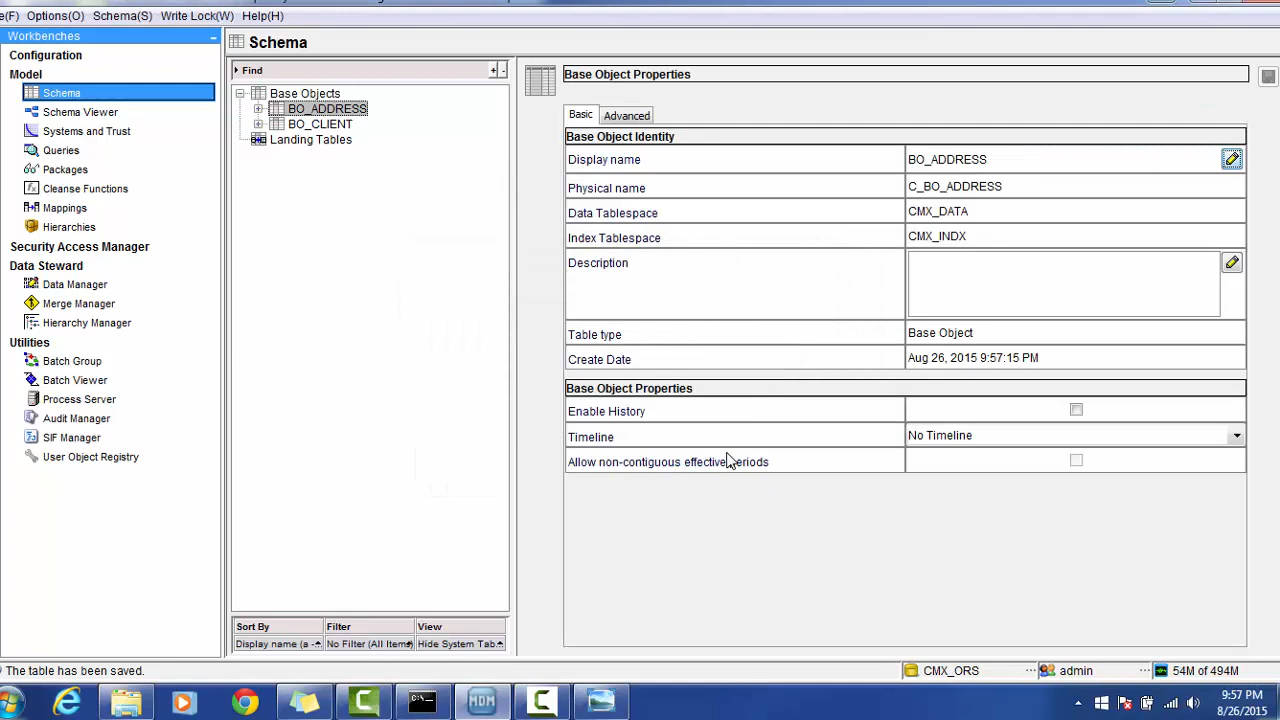 e(F) Options(O) Schema(S) Write Lock(W) Help(H)
Workbenches
Configuration
Model
Schema
Schema Viewer
Systems and Trust
Queries
Packages
Cleanse Functions
Mappings
Hierarchies
Security Access Manager
Data Steward
Data Manager
Merge Manager
Hierarchy Manager
Utilities
Batch Group
Batch Viewer
Process Server
Audit Manager
SIF Manager
User Object Registry
Schema
Find
+ -
Base Objects
BO_ADDRESS
BO_CLIENT
Landing Tables
Sort By Filter View
Display name (a - No Filter (All Items) Hide System Tab
Base Object Properties
Basic Advanced
Base Object Identity
Display name BO_ADDRESS
Physical name C_BO_ADDRESS
Data Tablespace CMX_DATA
Index Tablespace CMX_INDX
Description
Table type Base Object
Create Date Aug 26, 2015 9:57:15 PM
Base Object Properties
Enable History
Timeline No Timeline
Allow non-contiguous effective periods
The table has been saved.
CMX_ORS admin 54M of 494M
MDM
9:57 PM
8/26/2015